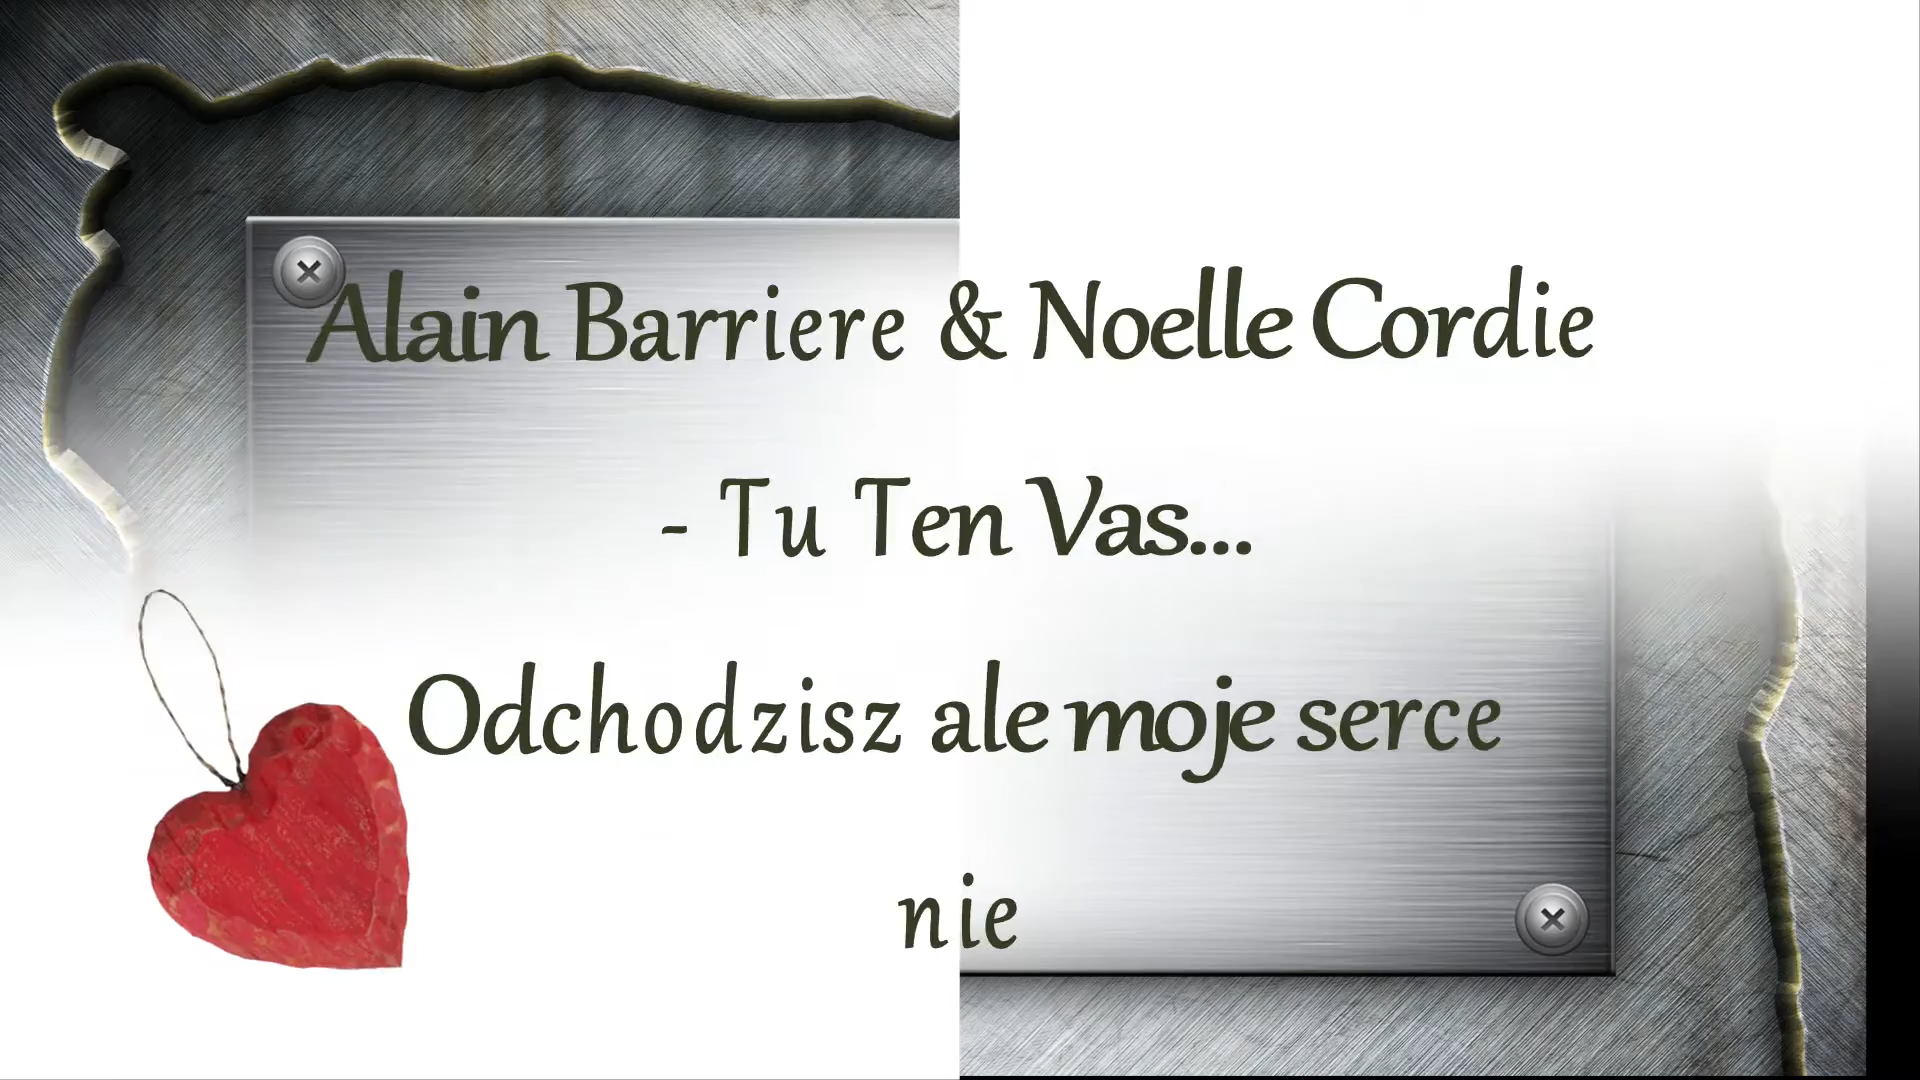 Alain Barriere & Noelle Cordie
- Tu Ten Vas...
Odchodzisz ale moje serce
nie